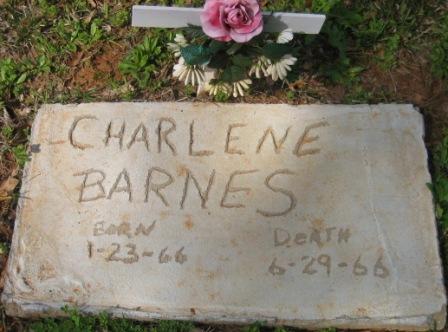 CHARLENE
BARNES
BORN DEATH
1-23-66 6-29-66